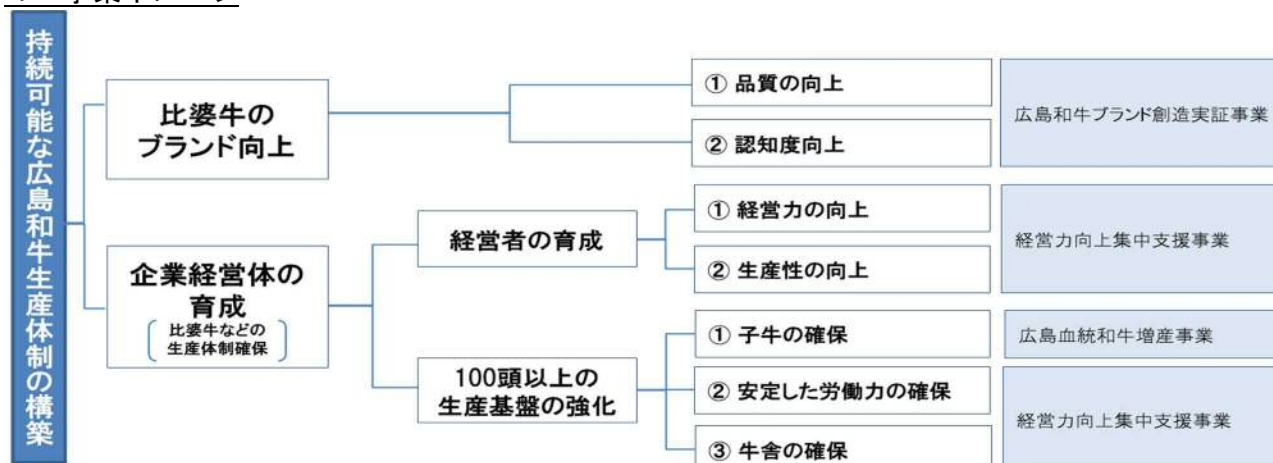 持続可能な広島和牛生産体制の構築
比婆牛の
ブランド向上
① 品質の向上
② 認知度向上
広島和牛ブランド創造実証事業
企業経営体の
育成
比婆牛などの
生産体制確保
経営者の育成
① 経営力の向上
② 生産性の向上
経営力向上集中支援事業
100頭以上の
生産基盤の強化
① 子牛の確保
② 安定した労働力の確保
③ 牛舎の確保
広島血統和牛増産事業
経営力向上集中支援事業